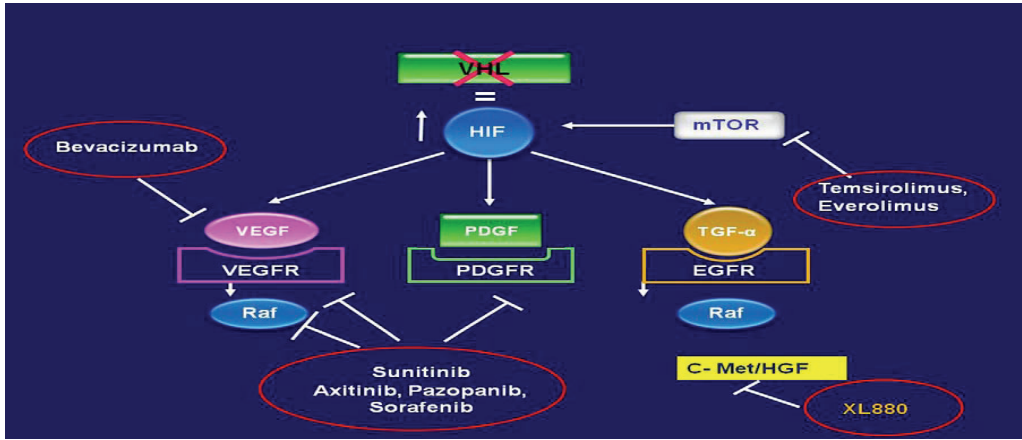 VHL
=
HIF
mTOR
Bevacizumab
Temsirolimus,
Everolimus
VEGF
PDGF
TGF-α
VEGFR
PDGFR
EGFR
Raf
Raf
Sunitinib
Axitinib, Pazopanib,
Sorafenib
C- Met/HGF
XL880